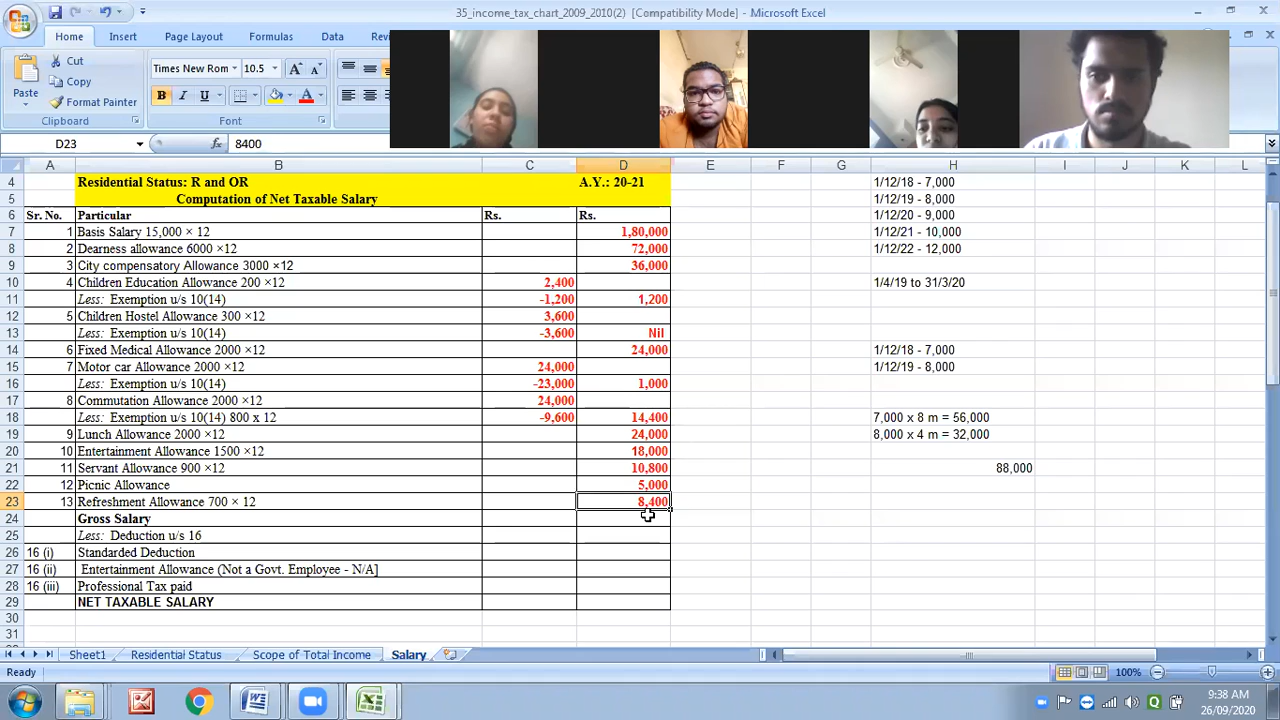 35_income_tax_chart_2009_2010(2) [Compatibility Mode] - Microsoft Excel
Home Insert Page Layout Formulas Data
Paste Cut Copy Format Painter Clipboard
Times New Rom 10.5 A A B I U A Font
D23 fx 8400
A B C D E F G H I J K L
4 Residential Status: R and OR A.Y.: 20-21 1/12/18 - 7,000
5 Computation of Net Taxable Salary 1/12/19 - 8,000
6 Sr. No. Particular Rs. Rs. 1/12/20 - 9,000
7 1 Basis Salary 15,000 × 12 1,80,000 1/12/21 - 10,000
8 2 Dearness allowance 6000 ×12 72,000 1/12/22 - 12,000
9 3 City compensatory Allowance 3000 ×12 36,000
10 4 Children Education Allowance 200 ×12 2,400 1/4/19 to 31/3/20
11 Less: Exemption u/s 10(14) -1,200 1,200
12 5 Children Hostel Allowance 300 ×12 3,600
13 Less: Exemption u/s 10(14) -3,600 Nil
14 6 Fixed Medical Allowance 2000 ×12 24,000 1/12/18 - 7,000
15 7 Motor car Allowance 2000 ×12 24,000 1/12/19 - 8,000
16 Less: Exemption u/s 10(14) -23,000 1,000
17 8 Commutation Allowance 2000 ×12 24,000
18 Less: Exemption u/s 10(14) 800 x 12 -9,600 14,400 7,000 x 8 m = 56,000
19 9 Lunch Allowance 2000 ×12 24,000 8,000 x 4 m = 32,000
20 10 Entertainment Allowance 1500 ×12 18,000
21 11 Servant Allowance 900 ×12 10,800 88,000
22 12 Picnic Allowance 5,000
23 13 Refreshment Allowance 700 × 12 8,400
24 Gross Salary
25 Less: Deduction u/s 16
26 16 (i) Standarded Deduction
27 16 (ii) Entertainment Allowance (Not a Govt. Employee - N/A]
28 16 (iii) Professional Tax paid
29 NET TAXABLE SALARY
30
31
Sheet1 Residential Status Scope of Total Income Salary
Ready 100%
9:38 AM
26/09/2020